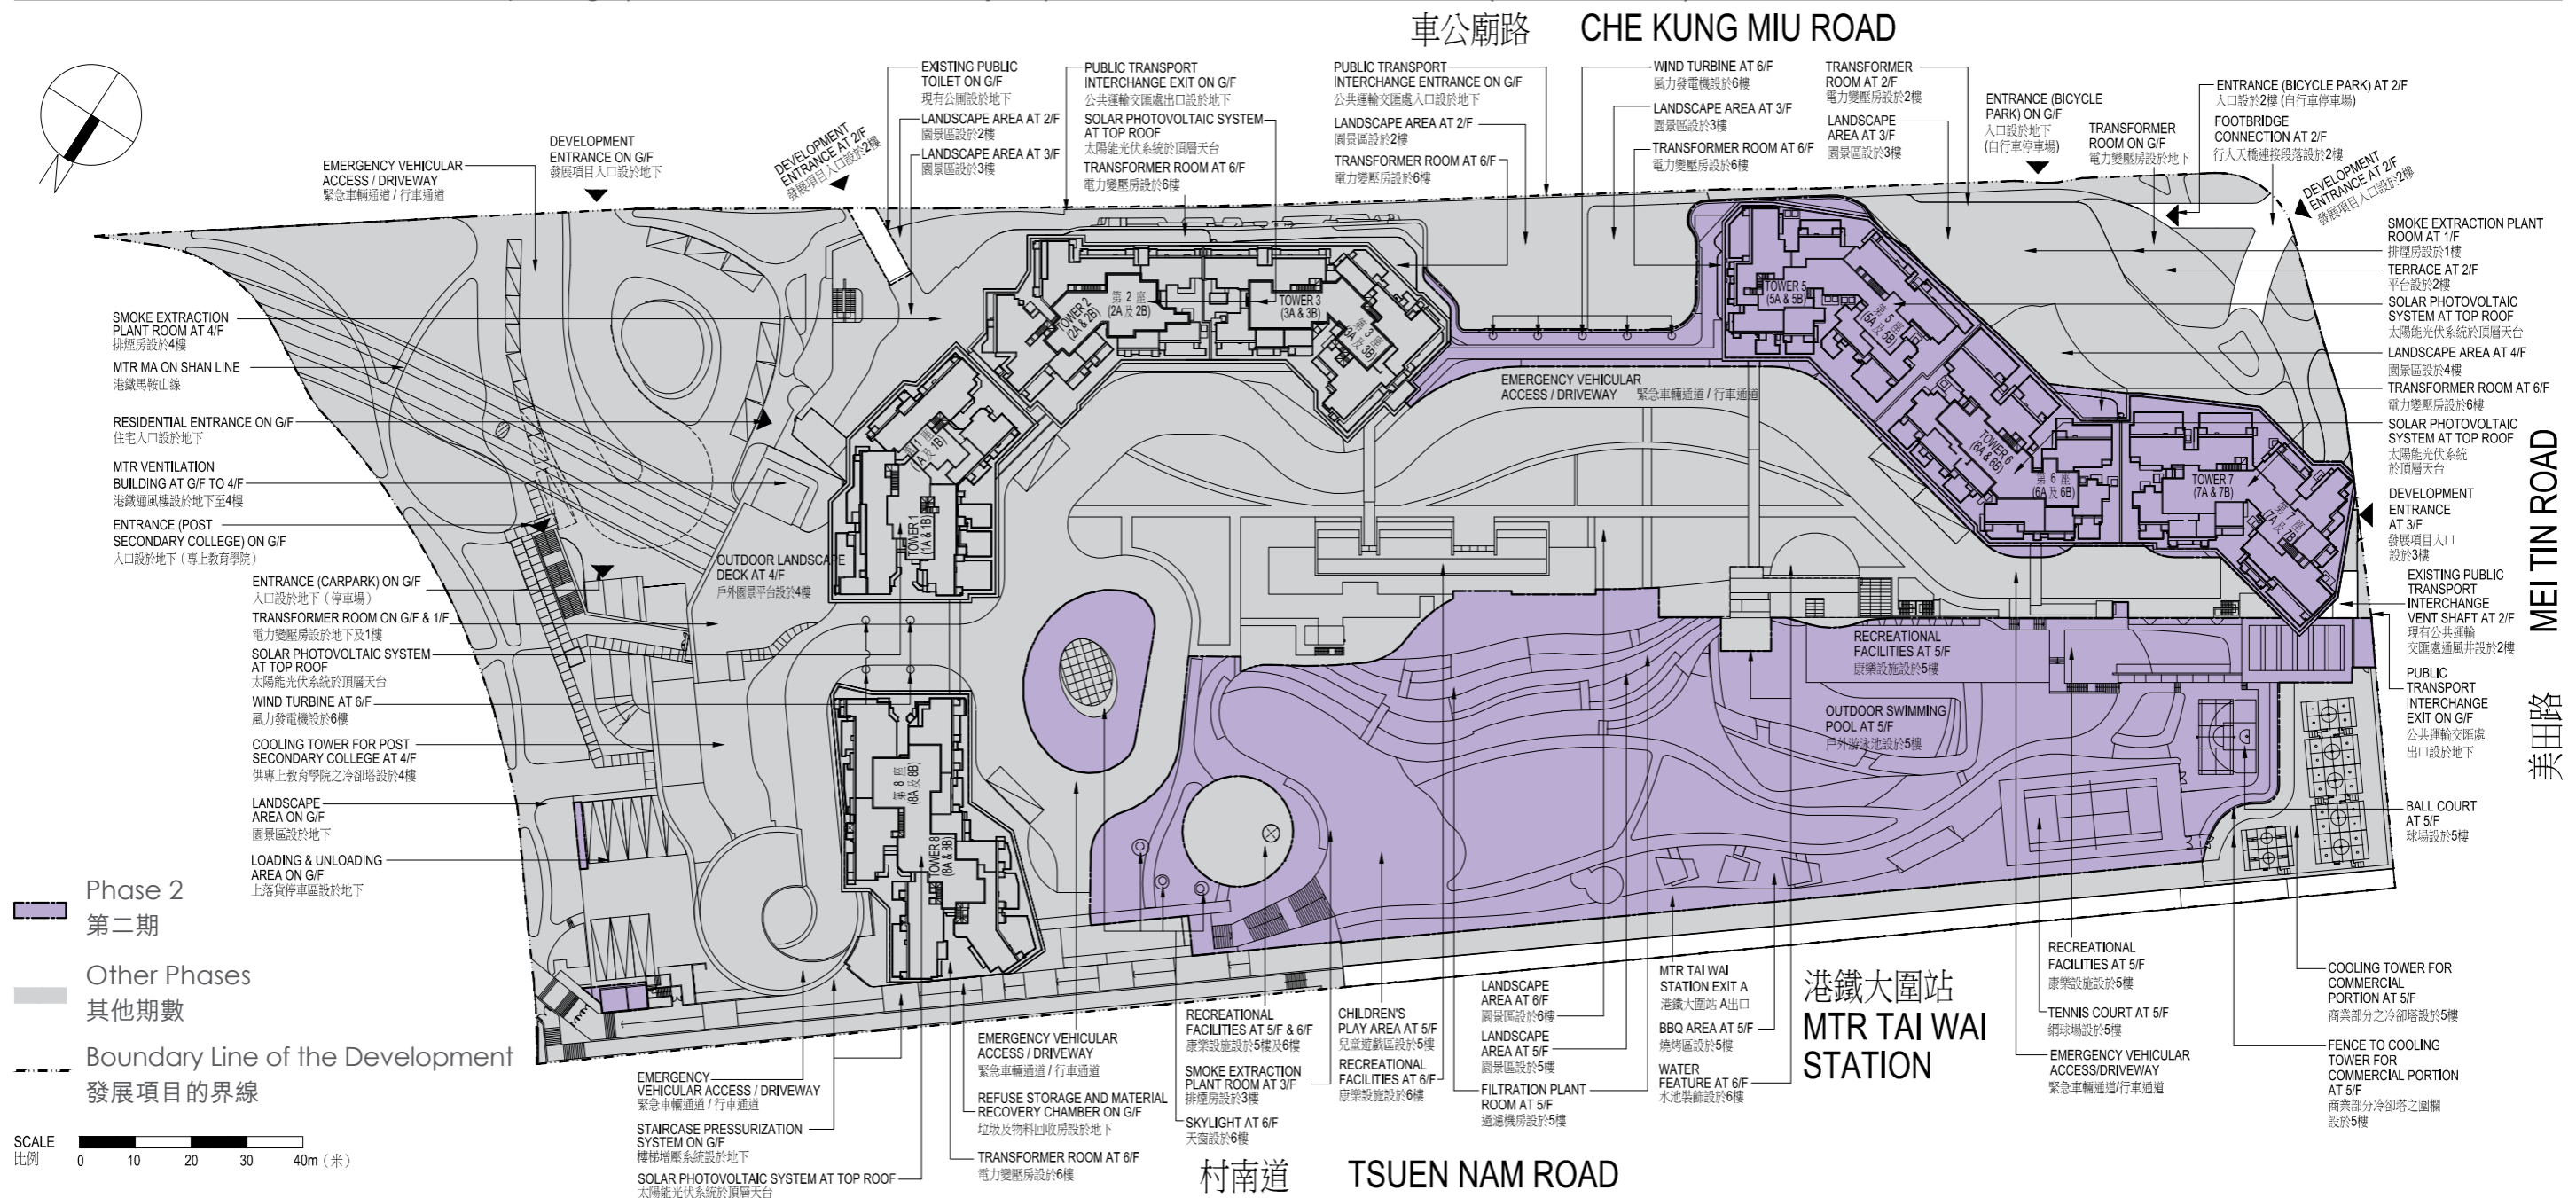 車公廟路 CHE KUNG MIU ROAD
EXISTING PUBLIC
TOILET ON G/F
現有公厠設於地下
LANDSCAPE AREA AT 2/F
園景區設於2樓
LANDSCAPE AREA AT 3/F
園景區設於3樓
PUBLIC TRANSPORT
INTERCHANGE EXIT ON G/F
公共運輸交匯處出口設於地下
SOLAR PHOTOVOLTAIC SYSTEM
AT TOP ROOF
太陽能光伏系統於頂層天台
TRANSFORMER ROOM AT 6/F
電力變壓房設於6樓
PUBLIC TRANSPORT
INTERCHANGE ENTRANCE ON G/F
公共運輸交匯處入口設於地下
LANDSCAPE AREA AT 2/F
園景區設於2樓
TRANSFORMER ROOM AT 6/F
電力變壓房設於6樓
WIND TURBINE AT 6/F
風力發電機設於6樓
LANDSCAPE AREA AT 3/F
園景區設於3樓
TRANSFORMER ROOM AT 6/F
電力變壓房設於6樓
TRANSFORMER
ROOM AT 2/F
電力變壓房設於2樓
LANDSCAPE
AREA AT 3/F
園景區設於3樓
ENTRANCE (BICYCLE
PARK) ON G/F
入口設於地下
(自行車停車場)
TRANSFORMER
ROOM ON G/F
電力變壓房設於地下
ENTRANCE (BICYCLE PARK) AT 2/F
入口設於2樓 (自行車停車場)
FOOTBRIDGE
CONNECTION AT 2/F
行人天橋連接段落設於2樓
DEVELOPMENT
ENTRANCE AT 2/F
發展項目入口設於2樓
DEVELOPMENT
ENTRANCE ON G/F
發展項目入口設於地下
DEVELOPMENT
ENTRANCE AT 2/F
發展項目入口設於2樓
EMERGENCY VEHICULAR
ACCESS / DRIVEWAY
緊急車輛通道 / 行車通道
SMOKE EXTRACTION PLANT
ROOM AT 1/F
排煙房設於1樓
TERRACE AT 2/F
平台設於2樓
SOLAR PHOTOVOLTAIC
SYSTEM AT TOP ROOF
太陽能光伏系統於頂層天台
LANDSCAPE AREA AT 4/F
園景區設於4樓
TRANSFORMER ROOM AT 6/F
電力變壓房設於6樓
SOLAR PHOTOVOLTAIC
SYSTEM AT TOP ROOF
太陽能光伏系統
於頂層天台
DEVELOPMENT
ENTRANCE
AT 3/F
發展項目入口
設於3樓
EXISTING PUBLIC
TRANSPORT
INTERCHANGE
VENT SHAFT AT 2/F
現有公共運輸
交匯處通風井設於2樓
PUBLIC
TRANSPORT
INTERCHANGE
EXIT ON G/F
公共運輸交匯處
出口設於地下
美田路 MEI TIN ROAD
BALL COURT
AT 5/F
球場設於5樓
SMOKE EXTRACTION
PLANT ROOM AT 4/F
排煙房設於4樓
MTR MA ON SHAN LINE
港鐵馬鞍山線
RESIDENTIAL ENTRANCE ON G/F
住宅入口設於地下
MTR VENTILATION
BUILDING AT G/F TO 4/F
港鐵通風樓設於地下至4樓
ENTRANCE (POST
SECONDARY COLLEGE) ON G/F
入口設於地下 (專上教育學院)
ENTRANCE (CARPARK) ON G/F
入口設於地下 (停車場)
TRANSFORMER ROOM ON G/F & 1/F
電力變壓房設於地下及1樓
SOLAR PHOTOVOLTAIC SYSTEM
AT TOP ROOF
太陽能光伏系統於頂層天台
WIND TURBINE AT 6/F
風力發電機設於6樓
COOLING TOWER FOR POST
SECONDARY COLLEGE AT 4/F
供專上教育學院之冷卻塔設於4樓
LANDSCAPE
AREA ON G/F
園景區設於地下
LOADING & UNLOADING
AREA ON G/F
上落貨停車區設於地下
OUTDOOR LANDSCAPE
DECK AT 4/F
戶外園景平台設於4樓
TOWER 1
(1A & 1B)
TOWER 2
(2A & 2B)
第 2 座
(2A 及 2B)
TOWER 3
(3A & 3B)
第 3 座
(3A 及 3B)
TOWER 5
(5A & 5B)
第 5 座
(5A 及 5B)
TOWER 6
(6A & 6B)
第 6 座
(6A 及 6B)
TOWER 7
(7A & 7B)
第 7 座
(7A 及 7B)
第 8 座
(8A 及 8B)
TOWER 8
(8A & 8B)
EMERGENCY VEHICULAR
ACCESS / DRIVEWAY 緊急車輛通道 / 行車通道
RECREATIONAL
FACILITIES AT 5/F
康樂設施設於5樓
OUTDOOR SWIMMING
POOL AT 5/F
戶外游泳池設於5樓
Phase 2
第二期
Other Phases
其他期數
Boundary Line of the Development
發展項目的界線
SCALE
比例
0 10 20 30 40m (米)
EMERGENCY
VEHICULAR ACCESS / DRIVEWAY
緊急車輛通道 / 行車通道
STAIRCASE PRESSURIZATION
SYSTEM ON G/F
樓梯增壓系統設於地下
SOLAR PHOTOVOLTAIC SYSTEM AT TOP ROOF
太陽能光伏系統於頂層天台
EMERGENCY VEHICULAR
ACCESS / DRIVEWAY
緊急車輛通道 / 行車通道
REFUSE STORAGE AND MATERIAL
RECOVERY CHAMBER ON G/F
垃圾及物料回收房設於地下
TRANSFORMER ROOM AT 6/F
電力變壓房設於6樓
RECREATIONAL
FACILITIES AT 5/F & 6/F
康樂設施設於5樓及6樓
SMOKE EXTRACTION
PLANT ROOM AT 3/F
排煙房設於3樓
SKYLIGHT AT 6/F
天窗設於6樓
CHILDREN'S
PLAY AREA AT 5/F
兒童遊戲區設於5樓
RECREATIONAL
FACILITIES AT 6/F
康樂設施設於6樓
LANDSCAPE
AREA AT 6/F
園景區設於6樓
LANDSCAPE
AREA AT 5/F
園景區設於5樓
FILTRATION PLANT
ROOM AT 5/F
過濾機房設於5樓
MTR TAI WAI
STATION EXIT A
港鐵大圍站 A出口
BBQ AREA AT 5/F
燒烤區設於5樓
WATER
FEATURE AT 6/F
水池裝飾設於6樓
港鐵大圍站
MTR TAI WAI
STATION
RECREATIONAL
FACILITIES AT 5/F
康樂設施設於5樓
TENNIS COURT AT 5/F
網球場設於5樓
EMERGENCY VEHICULAR
ACCESS/DRIVEWAY
緊急車輛通道/行車通道
COOLING TOWER FOR
COMMERCIAL
PORTION AT 5/F
商業部分之冷卻塔設於5樓
FENCE TO COOLING
TOWER FOR
COMMERCIAL PORTION
AT 5/F
商業部分冷卻塔之圍欄
設於5樓
村南道 TSUEN NAM ROAD